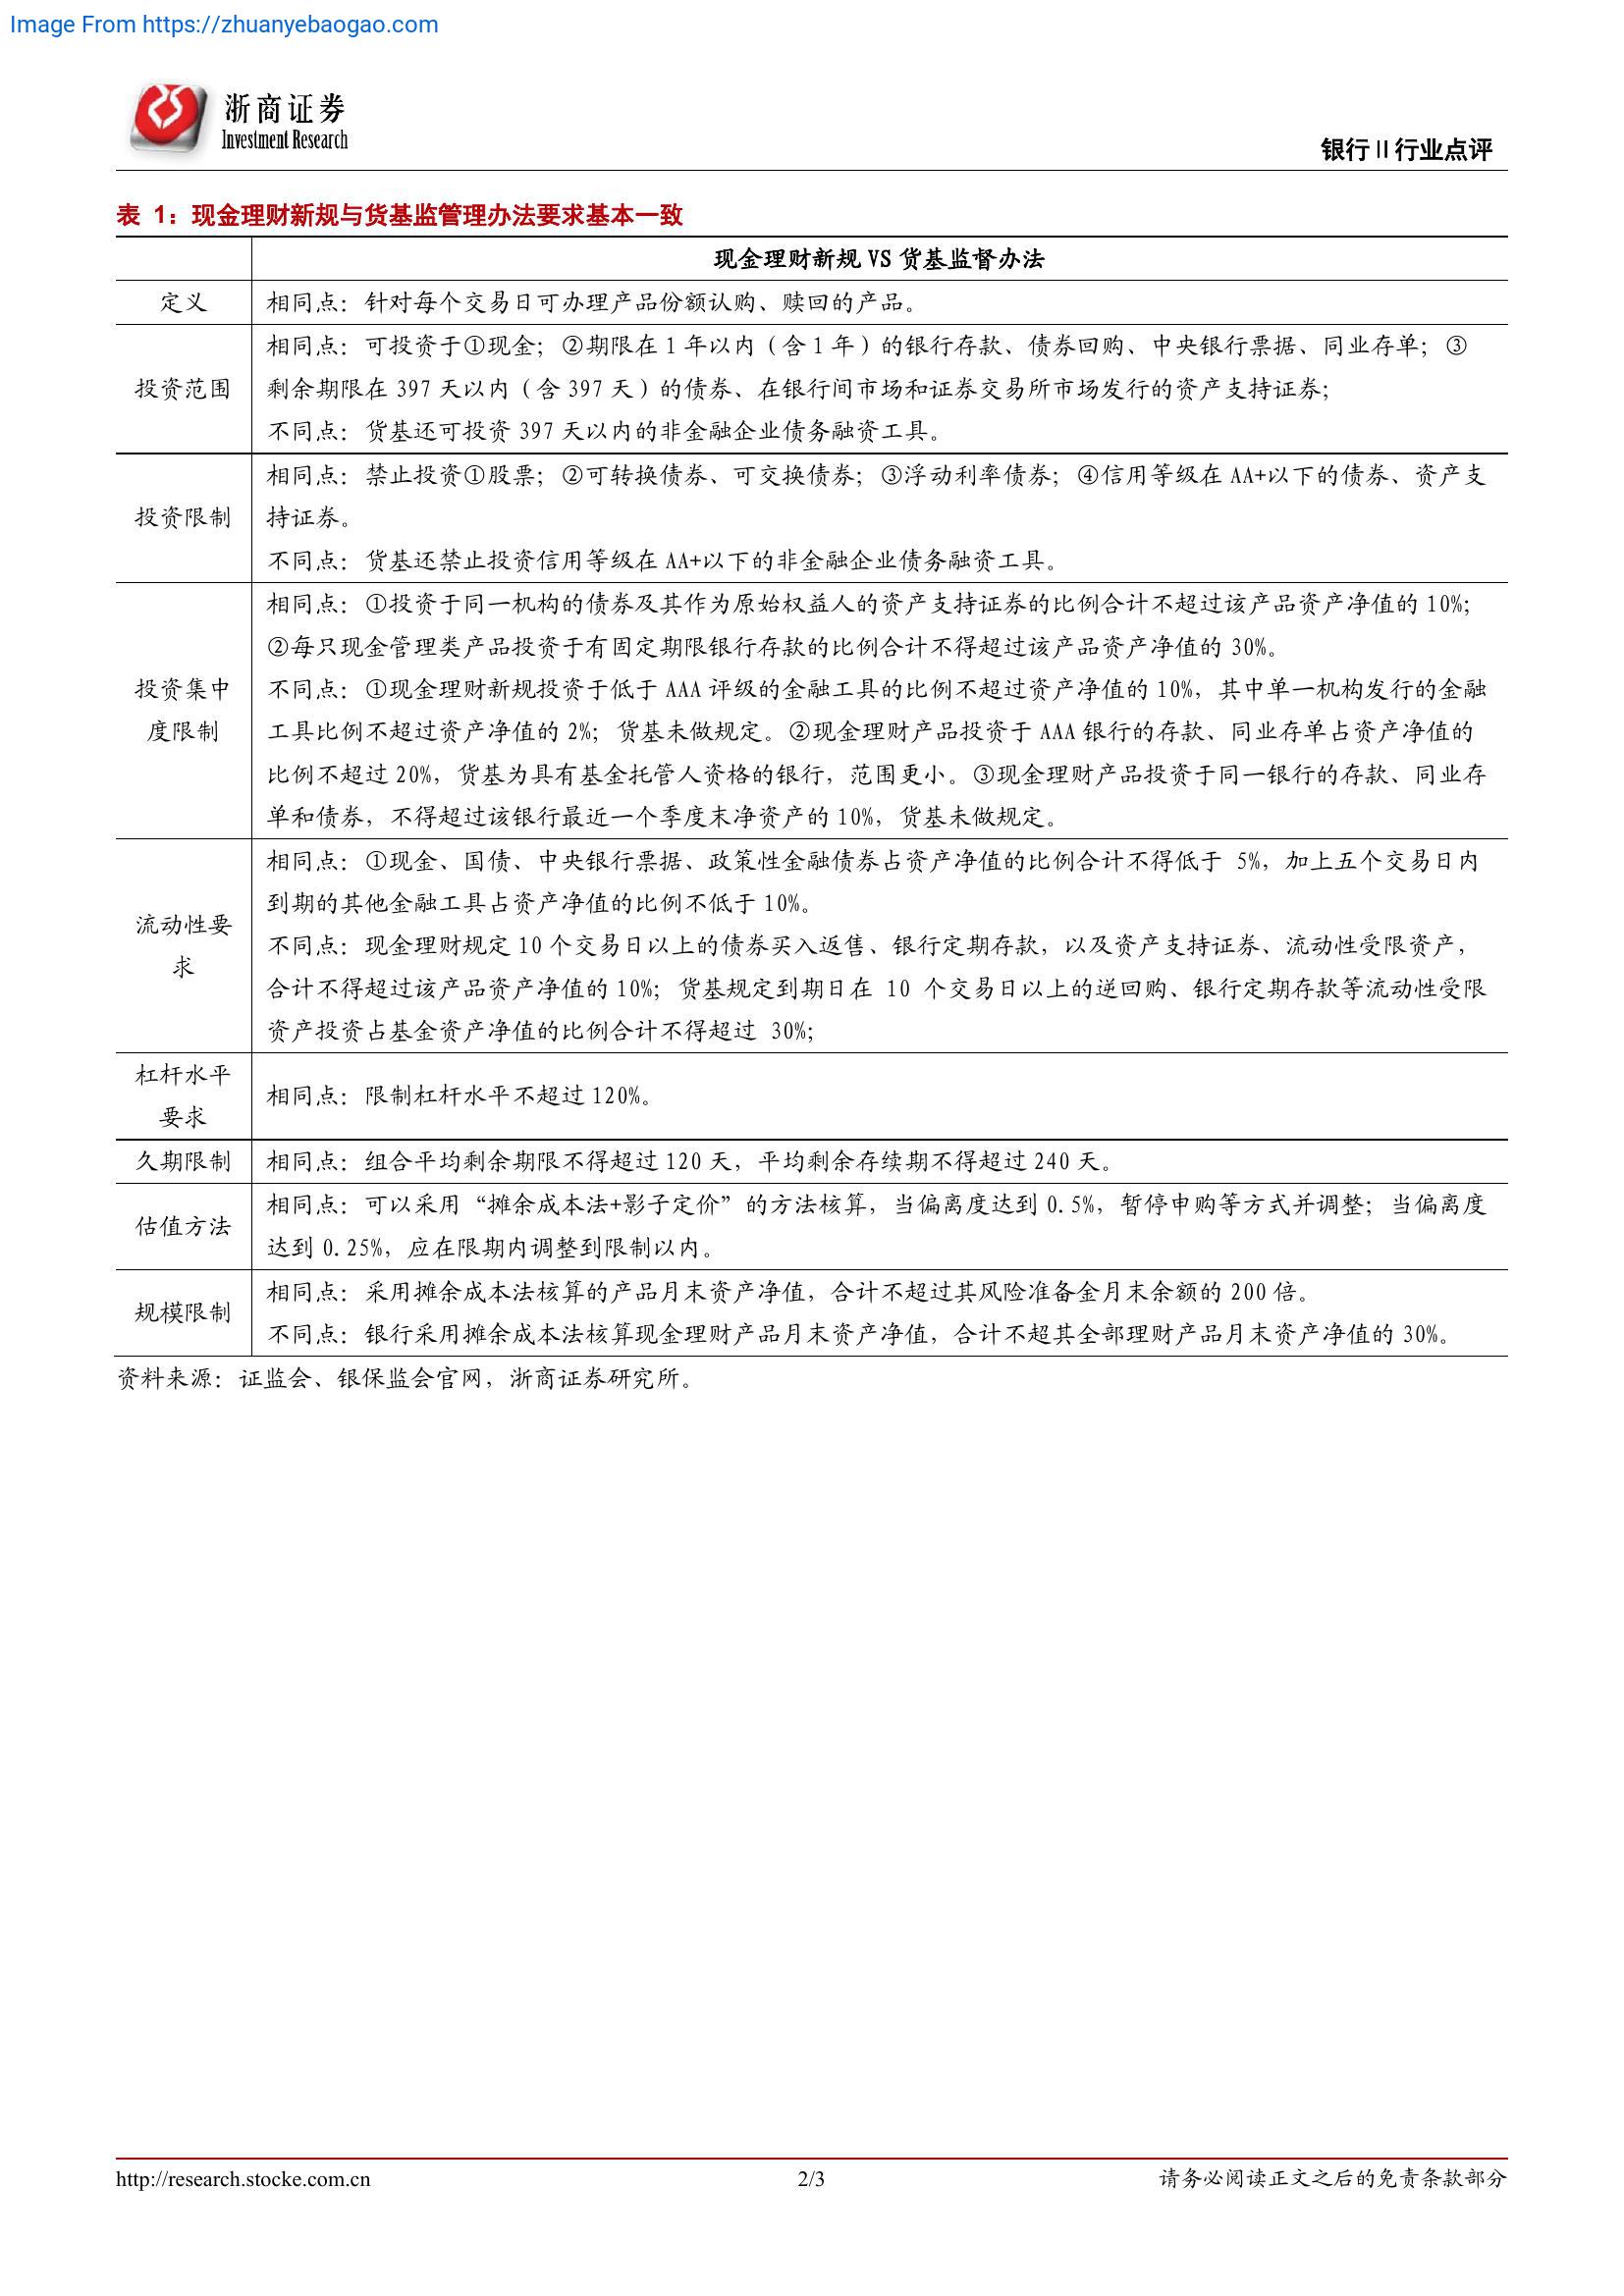 Image From https://zhuanyebaogao.com
浙商证券
Investment Research
银行Ⅱ行业点评
表 1：现金理财新规与货基监管理办法要求基本一致
现金理财新规 VS 货基监督办法
定义
相同点：针对每个交易日可办理产品份额认购、赎回的产品。
投资范围
相同点：可投资于①现金；②期限在 1 年以内（含 1 年）的银行存款、债券回购、中央银行票据、同业存单；③
剩余期限在 397 天以内（含 397 天）的债券、在银行间市场和证券交易所市场发行的资产支持证券；
不同点：货基还可投资 397 天以内的非金融企业债务融资工具。
投资限制
相同点：禁止投资①股票；②可转换债券、可交换债券；③浮动利率债券；④信用等级在 AA+以下的债券、资产支
持证券。
不同点：货基还禁止投资信用等级在 AA+以下的非金融企业债务融资工具。
投资集中
度限制
相同点：①投资于同一机构的债券及其作为原始权益人的资产支持证券的比例合计不超过该产品资产净值的 10%；
②每只现金管理类产品投资于有固定期限银行存款的比例合计不得超过该产品资产净值的 30%。
不同点：①现金理财新规投资于低于 AAA 评级的金融工具的比例不超过资产净值的 10%，其中单一机构发行的金融
工具比例不超过资产净值的 2%；货基未做规定。②现金理财产品投资于 AAA 银行的存款、同业存单占资产净值的
比例不超过 20%，货基为具有基金托管人资格的银行，范围更小。③现金理财产品投资于同一银行的存款、同业存
单和债券，不得超过该银行最近一个季度末净资产的 10%，货基未做规定。
流动性要
求
相同点：①现金、国债、中央银行票据、政策性金融债券占资产净值的比例合计不得低于 5%，加上五个交易日内
到期的其他金融工具占资产净值的比例不低于 10%。
不同点：现金理财规定 10 个交易日以上的债券买入返售、银行定期存款，以及资产支持证券、流动性受限资产，
合计不得超过该产品资产净值的 10%；货基规定到期日在 10 个交易日以上的逆回购、银行定期存款等流动性受限
资产投资占基金资产净值的比例合计不得超过 30%；
杠杆水平
要求
相同点：限制杠杆水平不超过 120%。
久期限制
相同点：组合平均剩余期限不得超过 120 天，平均剩余存续期不得超过 240 天。
估值方法
相同点：可以采用“摊余成本法+影子定价”的方法核算，当偏离度达到 0.5%，暂停申购等方式并调整；当偏离度
达到 0.25%，应在限期内调整到限制以内。
规模限制
相同点：采用摊余成本法核算的产品月末资产净值，合计不超过其风险准备金月末余额的 200 倍。
不同点：银行采用摊余成本法核算现金理财产品月末资产净值，合计不超其全部理财产品月末资产净值的 30%。
资料来源：证监会、银保监会官网，浙商证券研究所。
http://research.stocke.com.cn
2/3
请务必阅读正文之后的免责条款部分